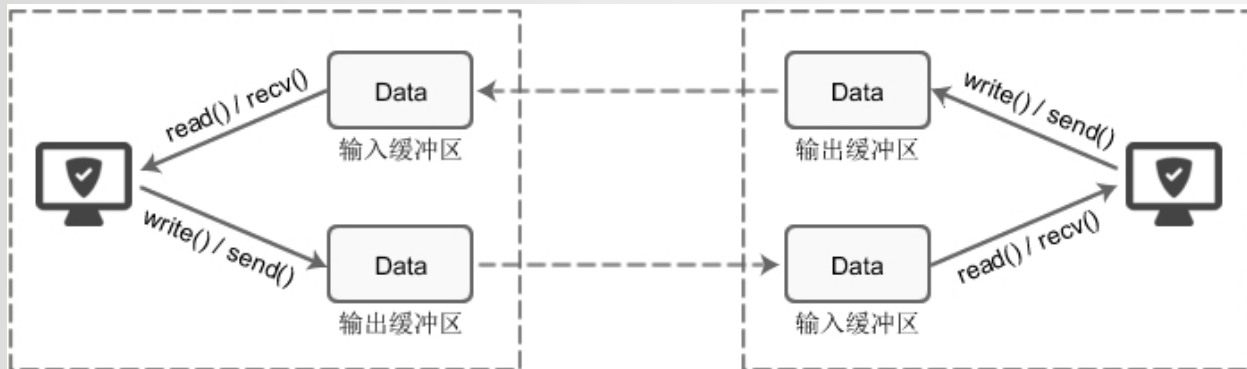 read() / recv()
Data
输入缓冲区
write() / send()
Data
输出缓冲区
Data
输出缓冲区
write() / send()
Data
输入缓冲区
read() / recv()